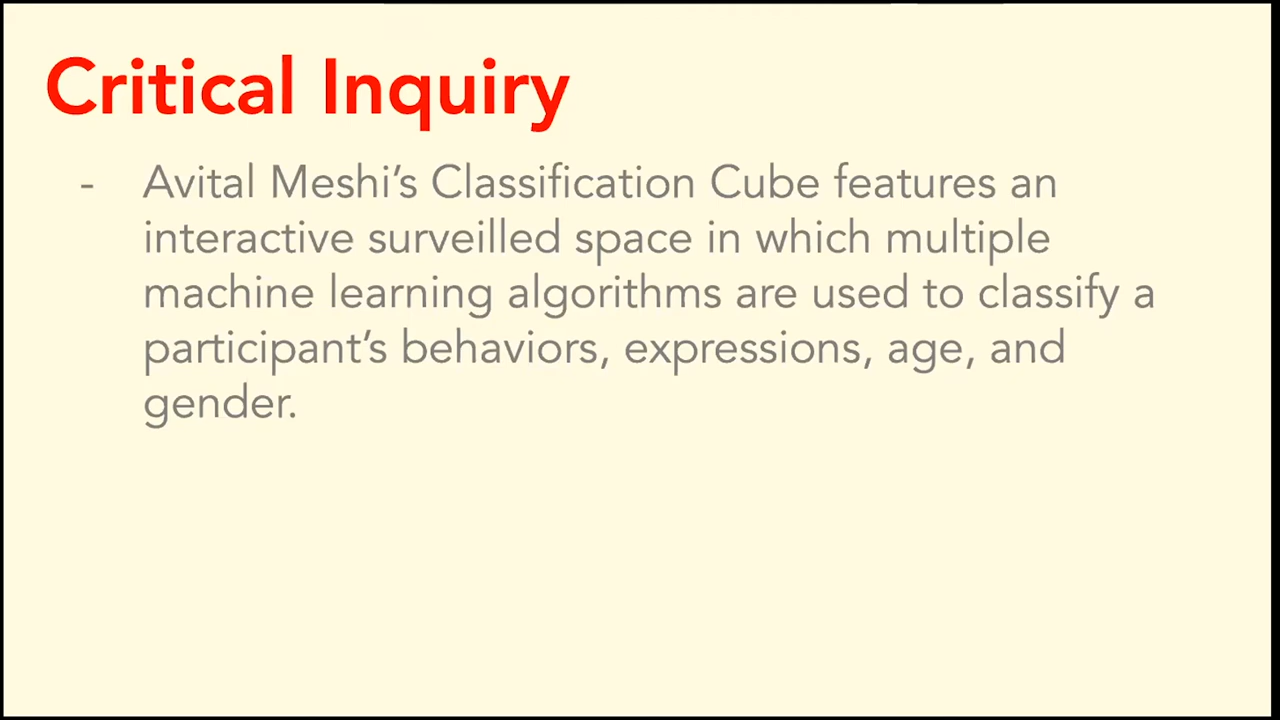 Critical Inquiry
- Avital Meshi’s Classification Cube features an
interactive surveilled space in which multiple
machine learning algorithms are used to classify a
participant’s behaviors, expressions, age, and
gender.